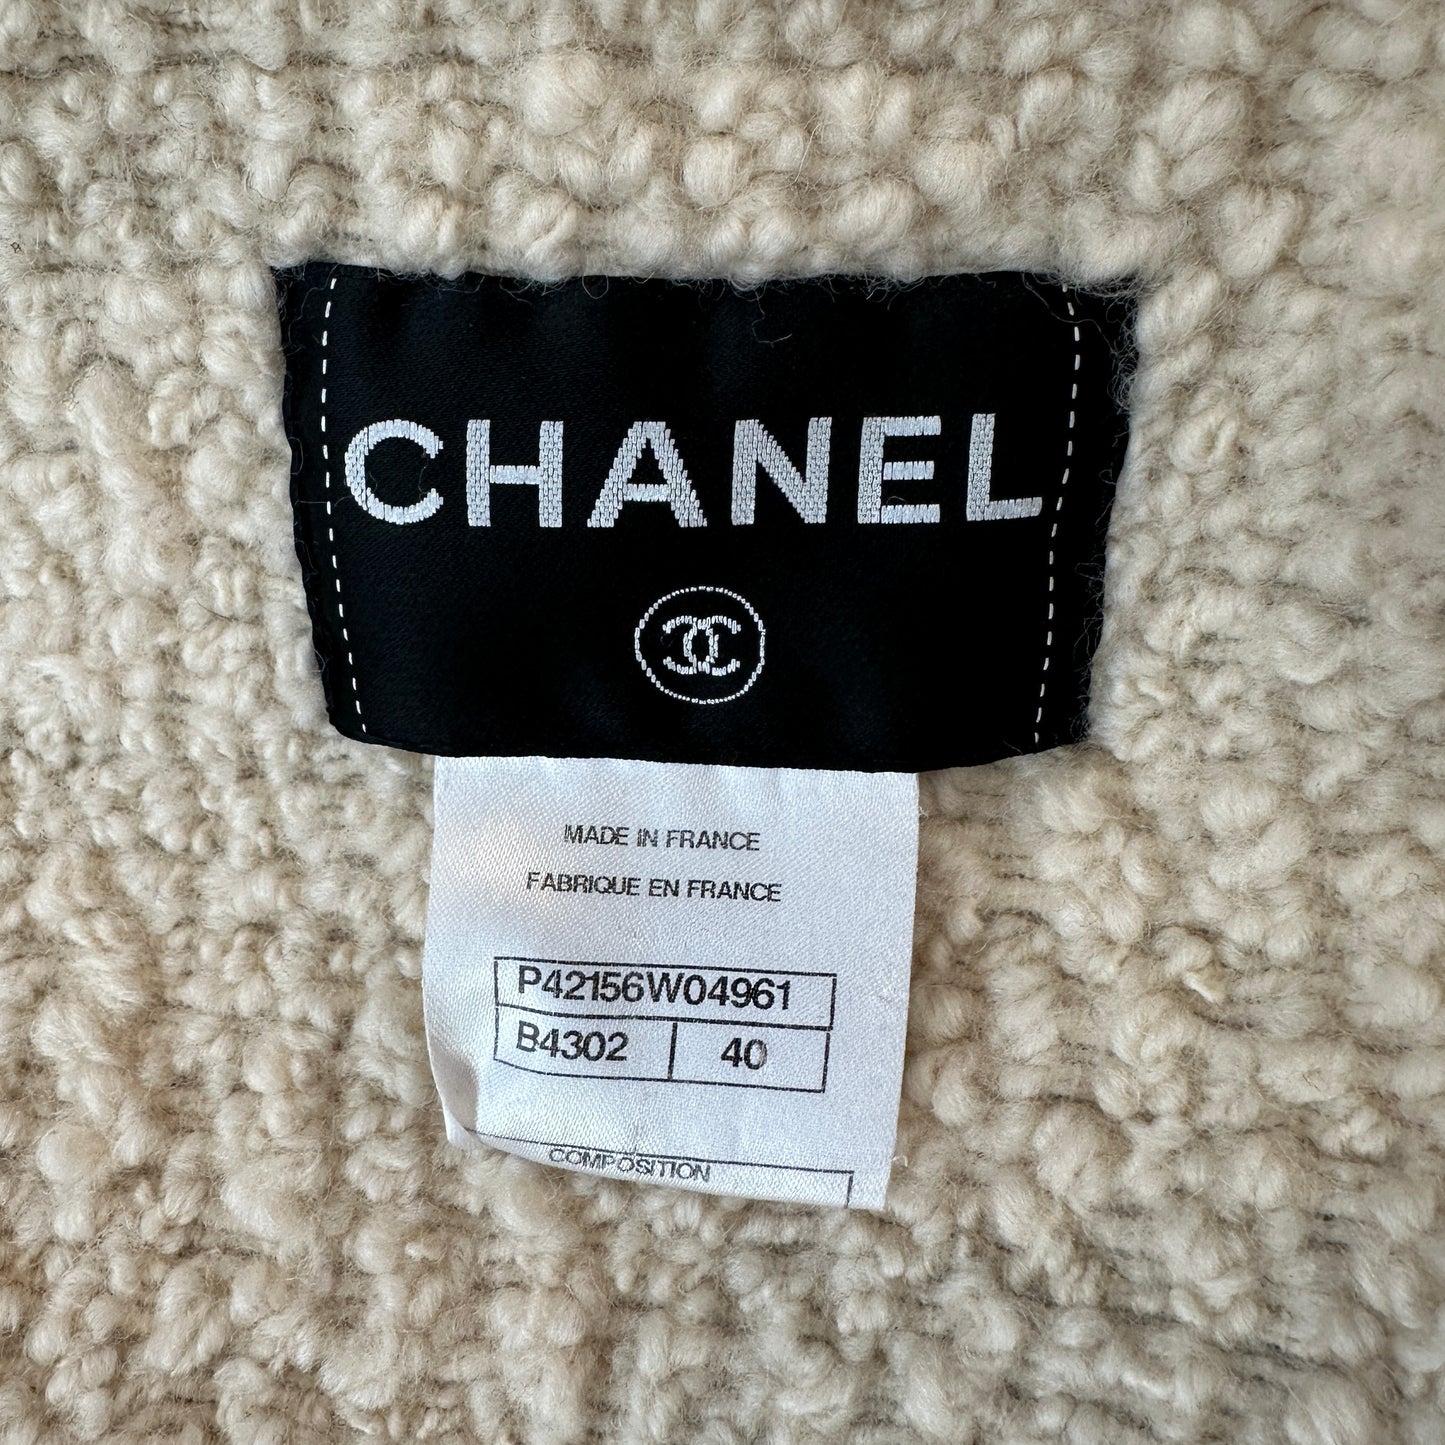 CHANEL
MADE IN FRANCE
FABRIQUE EN FRANCE
P42156W04961
B4302 40
COMPOSITION